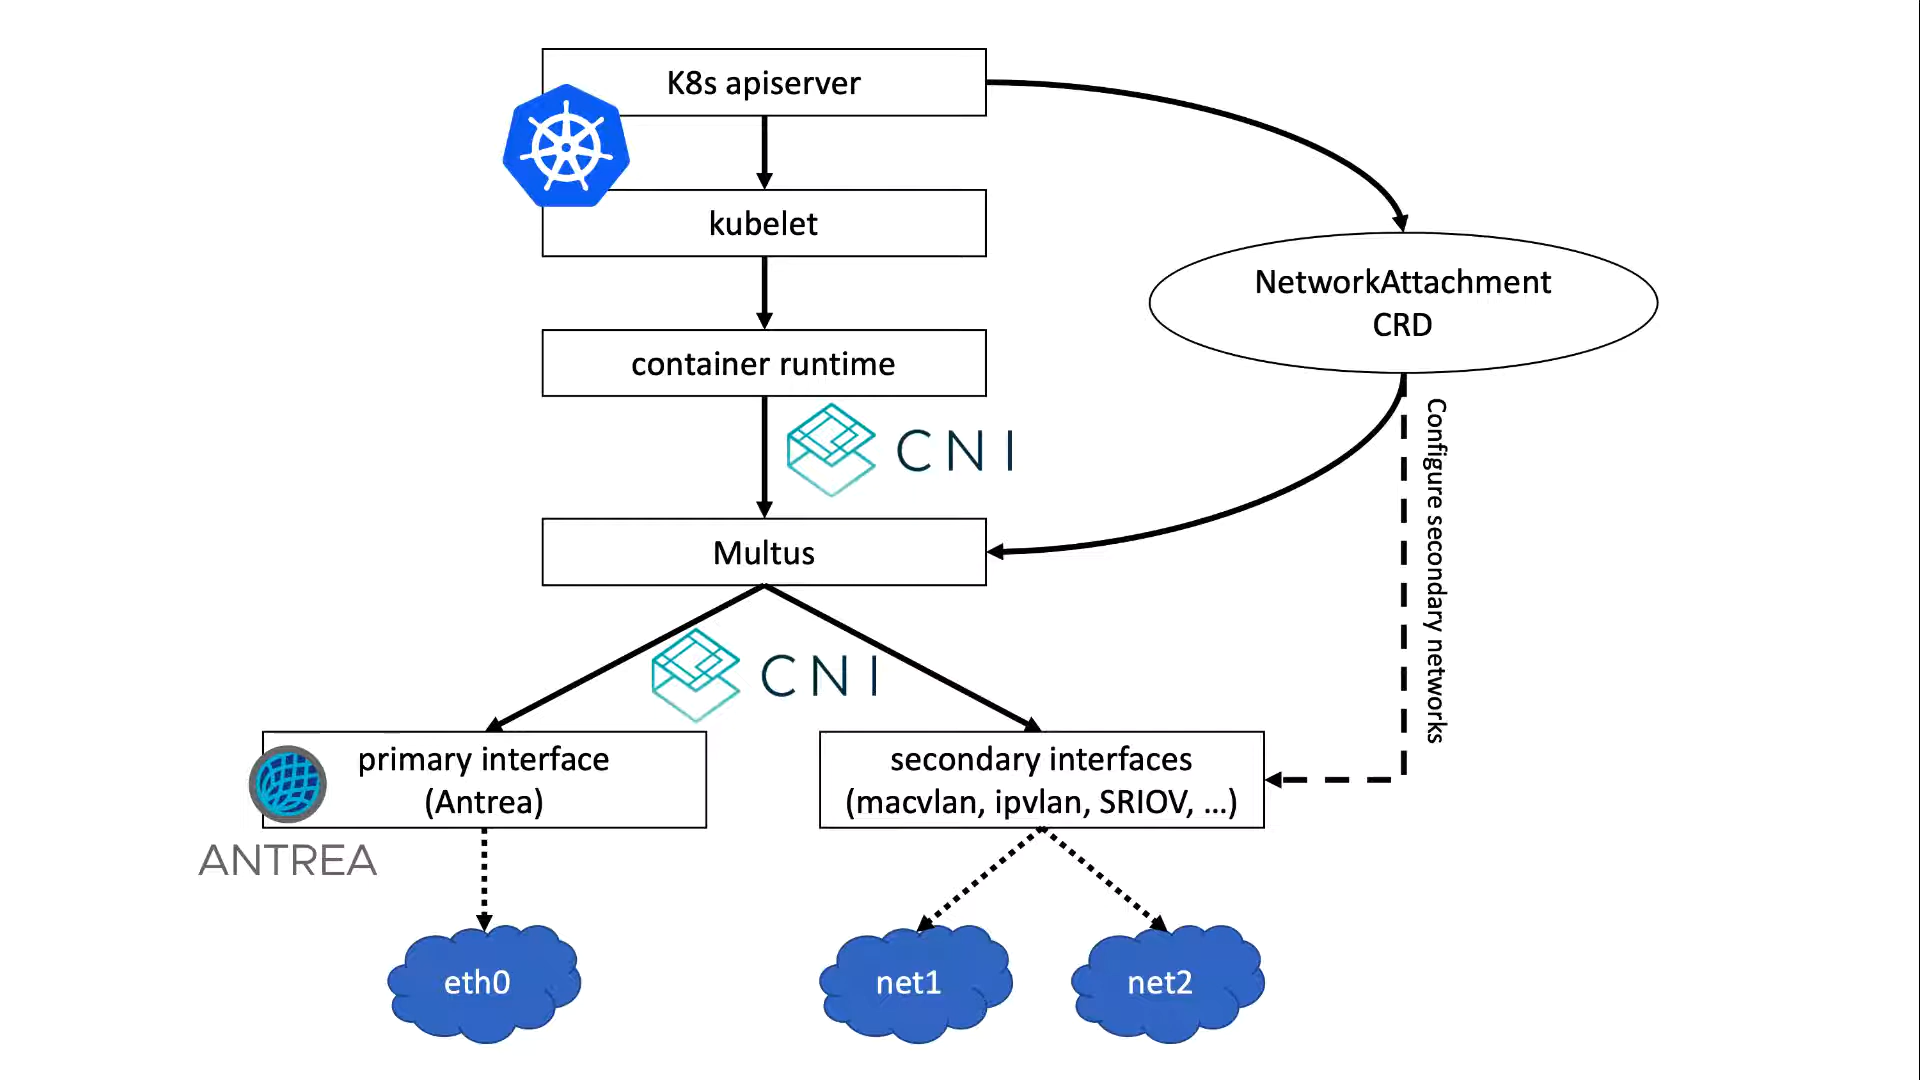 K8s apiserver
kubelet
NetworkAttachment
CRD
container runtime
CNI
Configure secondary networks
Multus
CNI
primary interface
(Antrea)
secondary interfaces
(macvlan, ipvlan, SRIOV, ...)
ANTREA
eth0
net1
net2